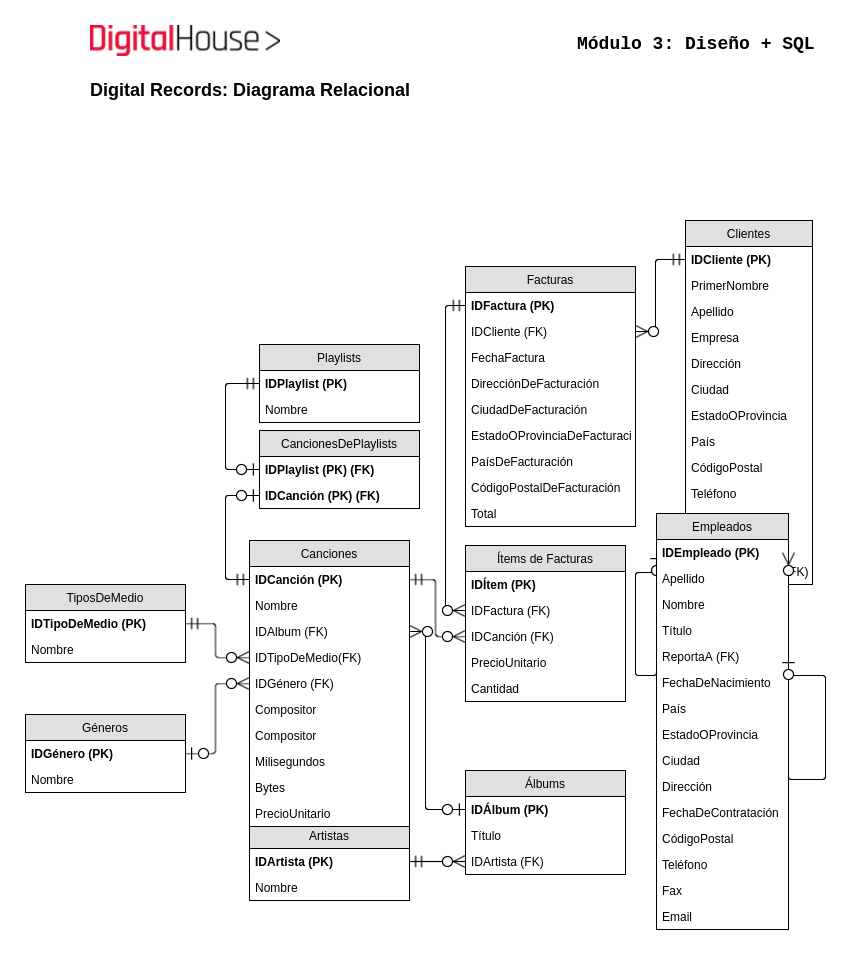 DigitalHouse>
Módulo 3: Diseño + SQL
Digital Records: Diagrama Relacional
Clientes
IDCliente (PK)
PrimerNombre
Apellido
Empresa
Dirección
Ciudad
EstadoOProvincia
País
CódigoPostal
Teléfono
FK)
Facturas
IDFactura (PK)
IDCliente (FK)
FechaFactura
DirecciónDeFacturación
CiudadDeFacturación
EstadoOProvinciaDeFacturaci
PaísDeFacturación
CódigoPostalDeFacturación
Total
Playlists
IDPlaylist (PK)
Nombre
CancionesDePlaylists
IDPlaylist (PK) (FK)
IDCanción (PK) (FK)
Empleados
IDEmpleado (PK)
Apellido
Nombre
Título
ReportaA (FK)
FechaDeNacimiento
País
EstadoOProvincia
Ciudad
Dirección
FechaDeContratación
CódigoPostal
Teléfono
Fax
Email
Canciones
IDCanción (PK)
Nombre
IDAlbum (FK)
IDTipoDeMedio(FK)
IDGénero (FK)
Compositor
Compositor
Milisegundos
Bytes
PrecioUnitario
Ítems de Facturas
IDÍtem (PK)
IDFactura (FK)
IDCanción (FK)
PrecioUnitario
Cantidad
TiposDeMedio
IDTipoDeMedio (PK)
Nombre
Géneros
IDGénero (PK)
Nombre
Álbums
IDÁlbum (PK)
Título
IDArtista (FK)
Artistas
IDArtista (PK)
Nombre